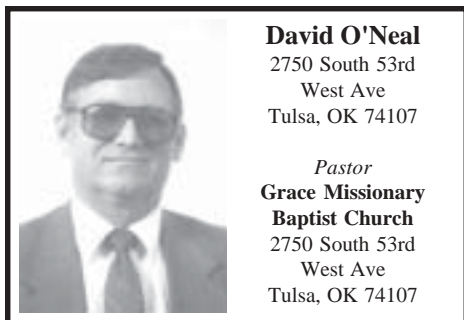 David O'Neal
2750 South 53rd
West Ave
Tulsa, OK 74107
Pastor
Grace Missionary
Baptist Church
2750 South 53rd
West Ave
Tulsa, OK 74107